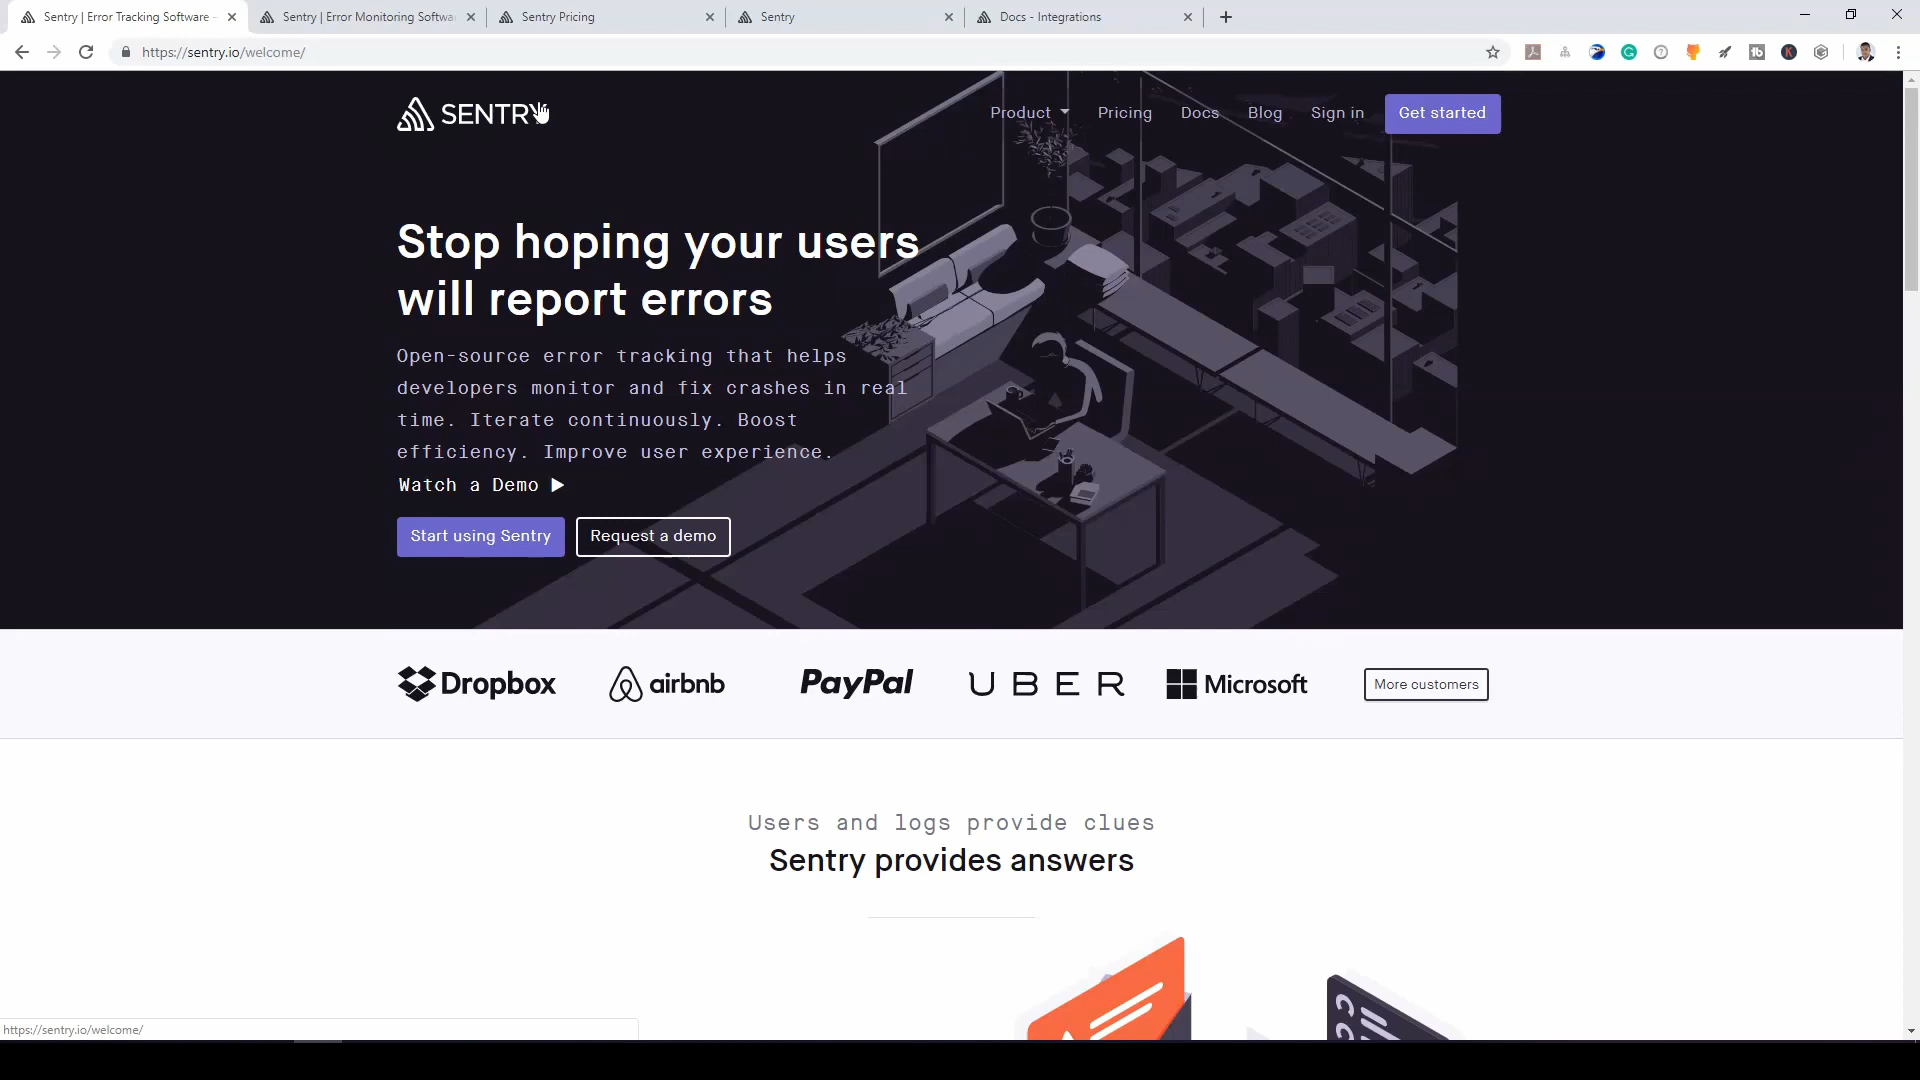 Sentry | Error Tracking Software -
Sentry | Error Monitoring Softwa
Sentry Pricing
Sentry
Docs - Integrations
https://sentry.io/welcome/
SENTRY
Product
Pricing
Docs
Blog
Sign in
Get started
Stop hoping your users
will report errors
Open-source error tracking that helps
developers monitor and fix crashes in real
time. Iterate continuously. Boost
efficiency. Improve user experience.
Watch a Demo
Start using Sentry
Request a demo
Dropbox
airbnb
PayPal
UBER
Microsoft
More customers
Users and logs provide clues
Sentry provides answers
https://sentry.io/welcome/